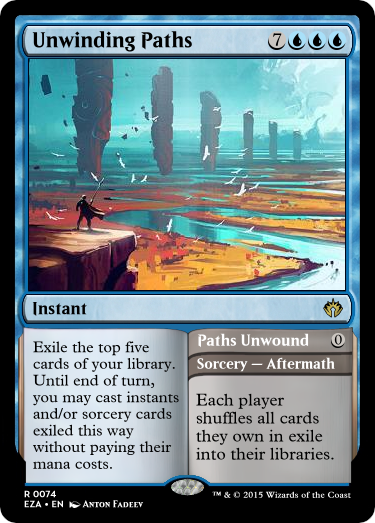 Unwinding Paths 7
Instant
Exile the top five
cards of your library.
Until end of turn,
you may cast instants
and/or sorcery cards
exiled this way
without paying their
mana costs.
Paths Unwound 0
Sorcery — Aftermath
Each player
shuffles all cards
they own in exile
into their libraries.
R 0074
EZA • EN Anton Fadeev
™ & © 2015 Wizards of the Coast